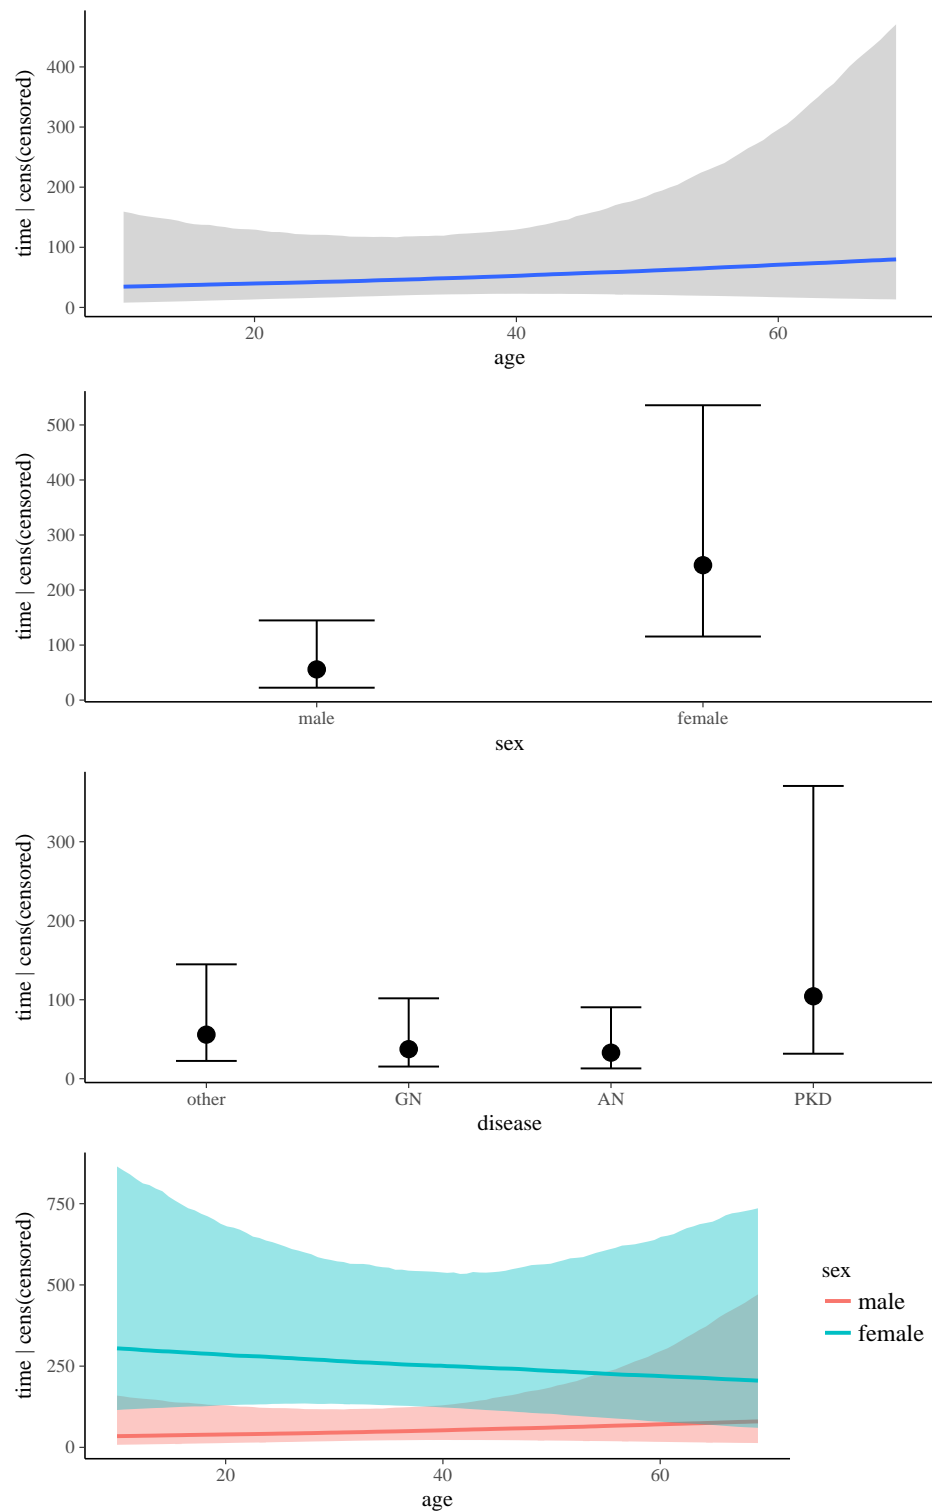 time | cens(censored)
400
300
200
100
0
20 40 60
age
time | cens(censored)
500
400
300
200
100
0
male female
sex
time | cens(censored)
300
200
100
0
other GN AN PKD
disease
time | cens(censored)
750
500
250
0
20 40 60
age
sex
male
female